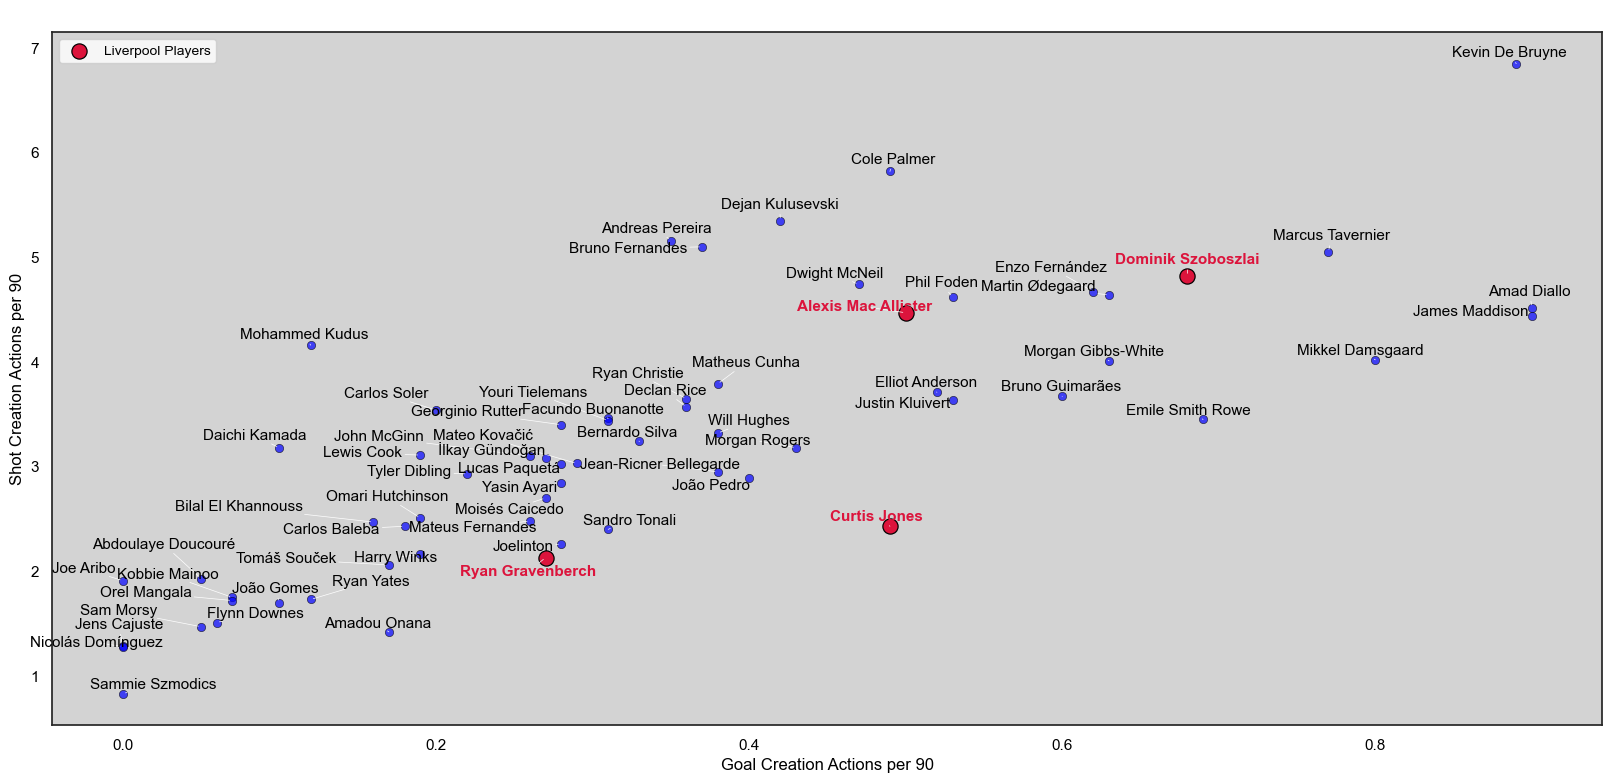 7
Liverpool Players
Kevin De Bruyne
6
Cole Palmer
Dejan Kulusevski
Andreas Pereira
Bruno Fernandes
Marcus Tavernier
5
Dominik Szoboszlai
Enzo Fernández
Dwight McNeil
Phil Foden
Martin Ødegaard
Amad Diallo
Alexis Mac Allister
James Maddison
Mohammed Kudus
Morgan Gibbs-White
Mikkel Damsgaard
4
Matheus Cunha
Ryan Christie
Elliot Anderson
Bruno Guimarães
Declan Rice
Carlos Soler
Youri Tielemans
Justin Kluivert
Georginio Rutter
Facundo Buonanotte
Emile Smith Rowe
Will Hughes
Daichi Kamada
John McGinn
Mateo Kovačić
Bernardo Silva
Morgan Rogers
Lewis Cook
İlkay Gündoğan
3
Tyler Dibling
Lucas Paquetá
Jean-Ricner Bellegarde
Yasin Ayari
João Pedro
Omari Hutchinson
Bilal El Khannouss
Moisés Caicedo
Curtis Jones
Carlos Baleba
Mateus Fernandes
Sandro Tonali
Abdoulaye Doucouré
Joelinton
Tomáš Souček
Harry Winks
2
Joe Aribo
Kobbie Mainoo
Ryan Gravenberch
Orel Mangala
João Gomes
Ryan Yates
Sam Morsy
Flynn Downes
Jens Cajuste
Amadou Onana
Nicolás Domínguez
1
Sammie Szmodics
0.0
0.2
0.4
0.6
0.8
Goal Creation Actions per 90
Shot Creation Actions per 90